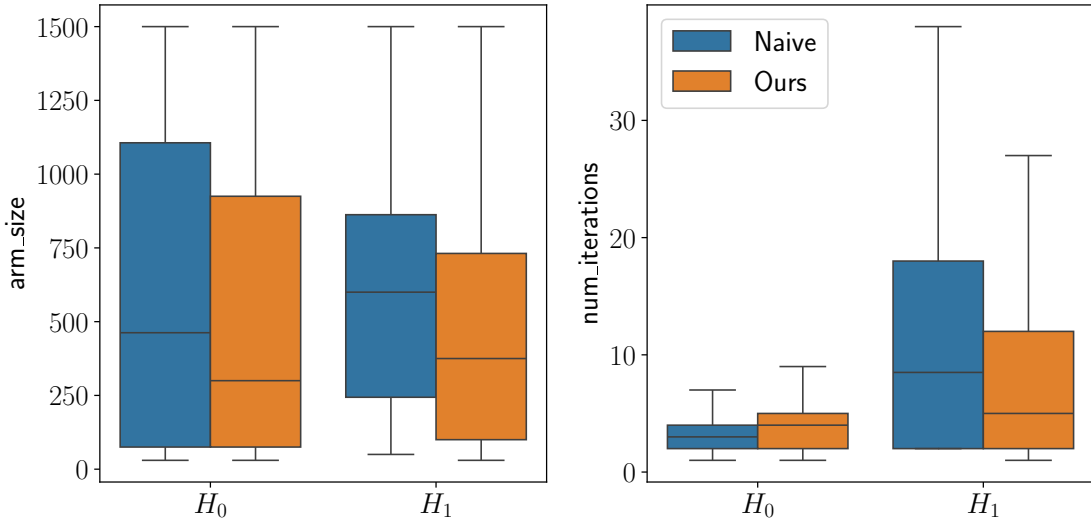 1500
1250
1000
750
500
250
0
arm_size
H₀
H₁
Naive
Ours
30
20
10
0
num_iterations
H₀
H₁